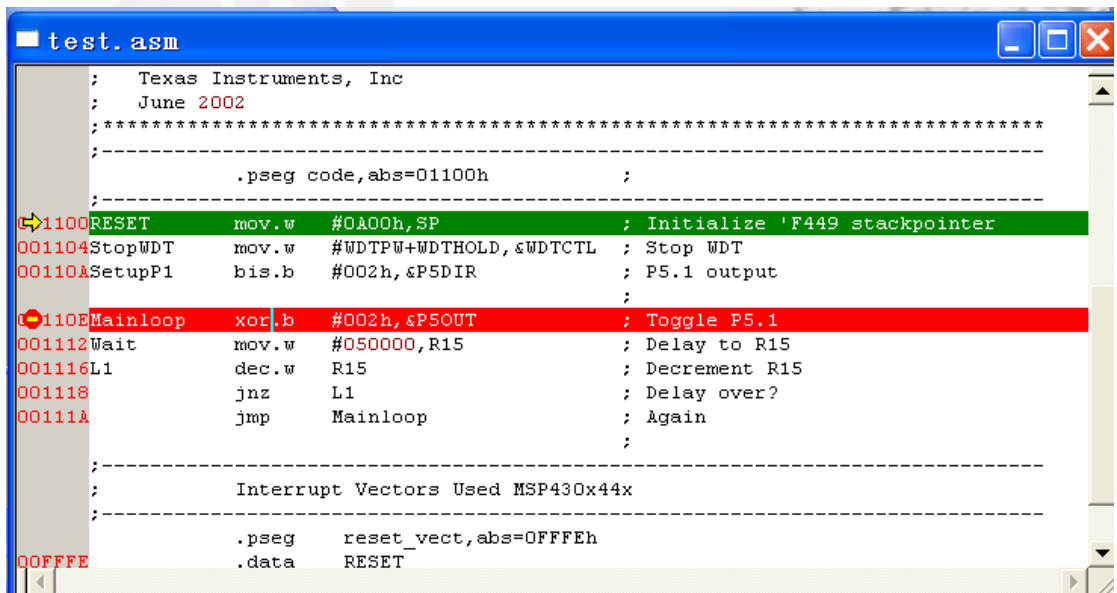 test.asm
;   Texas Instruments, Inc
;   June 2002
;******************************************************************************
;------------------------------------------------------------------------------
            .pseg code,abs=01100h           ;
;------------------------------------------------------------------------------
1100RESET       mov.w   #0A00h,SP               ; Initialize 'F449 stackpointer
001104StopWDT     mov.w   #WDTPW+WDTHOLD,&WDTCTL  ; Stop WDT
00110ASetupP1     bis.b   #002h,&P5DIR            ; P5.1 output
                                            ;
110EMainloop    xor.b   #002h,&P5OUT            ; Toggle P5.1
001112Wait        mov.w   #050000,R15             ; Delay to R15
001116L1          dec.w   R15                     ; Decrement R15
001118            jnz     L1                      ; Delay over?
00111A            jmp     Mainloop                ; Again
                                            ;
;------------------------------------------------------------------------------
;           Interrupt Vectors Used MSP430x44x
;------------------------------------------------------------------------------
            .pseg    reset_vect,abs=0FFFEh
00FFFE            .data    RESET